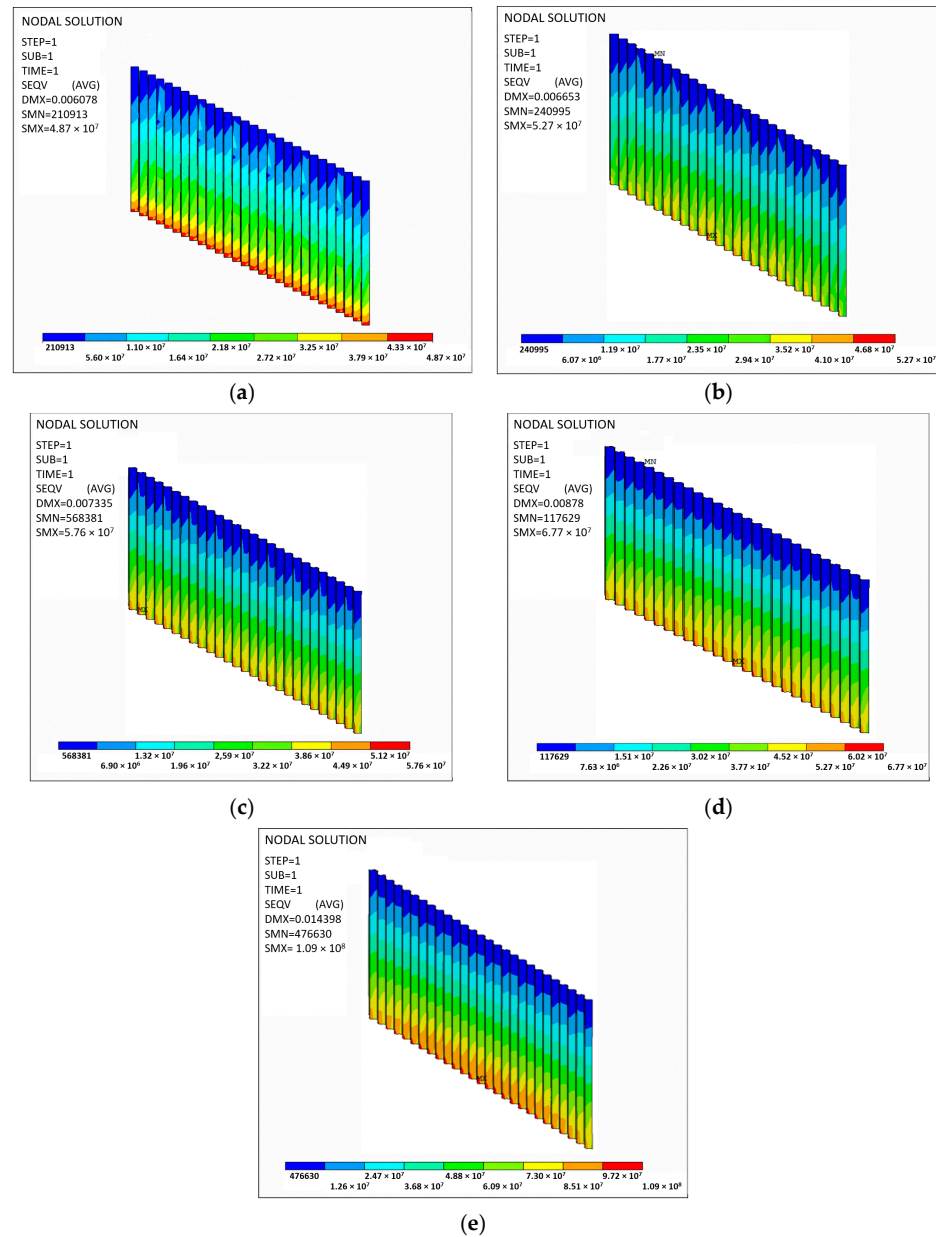 NODAL SOLUTION
STEP=1
SUB=1
TIME=1
SEQV (AVG)
DMX=0.006078
SMN=210913
SMX=4.87 × 10⁷
210913 1.10 × 10⁷ 2.18 × 10⁷ 3.25 × 10⁷ 4.33 × 10⁷
5.60 × 10⁷ 1.64 × 10⁷ 2.72 × 10⁷ 3.79 × 10⁷ 4.87 × 10⁷
(a)
NODAL SOLUTION
STEP=1
SUB=1
TIME=1
SEQV (AVG)
DMX=0.006653
SMN=240995
SMX=5.27 × 10⁷
MN
MX
240995 1.19 × 10⁷ 2.35 × 10⁷ 3.52 × 10⁷ 4.68 × 10⁷
6.07 × 10⁶ 1.77 × 10⁷ 2.94 × 10⁷ 4.10 × 10⁷ 5.27 × 10⁷
(b)
NODAL SOLUTION
STEP=1
SUB=1
TIME=1
SEQV (AVG)
DMX=0.007335
SMN=568381
SMX=5.76 × 10⁷
MX
568381 1.32 × 10⁷ 2,59 × 10⁷ 3.86 × 10⁷ 5.12 × 10⁷
6.90 × 10⁶ 1.96 × 10⁷ 3.22 × 10⁷ 4.49 × 10⁷ 5.76 × 10⁷
(c)
NODAL SOLUTION
STEP=1
SUB=1
TIME=1
SEQV (AVG)
DMX=0.00878
SMN=117629
SMX=6.77 × 10⁷
MN
MX
117629 1.51 × 10⁷ 3.02 × 10⁷ 4.52 × 10⁷ 6.02 × 10⁷
7.63 × 10⁶ 2.26 × 10⁷ 3.77 × 10⁷ 5.27 × 10⁷ 6.77 × 10⁷
(d)
NODAL SOLUTION
STEP=1
SUB=1
TIME=1
SEQV (AVG)
DMX=0.014398
SMN=476630
SMX= 1.09 × 10⁸
MX
476630 2.47 × 10⁷ 4.88 × 10⁷ 7.30 × 10⁷ 9.72 × 10⁷
1.26 × 10⁷ 3.68 × 10⁷ 6.09 × 10⁷ 8.51 × 10⁷ 1.09 × 10⁸
(e)